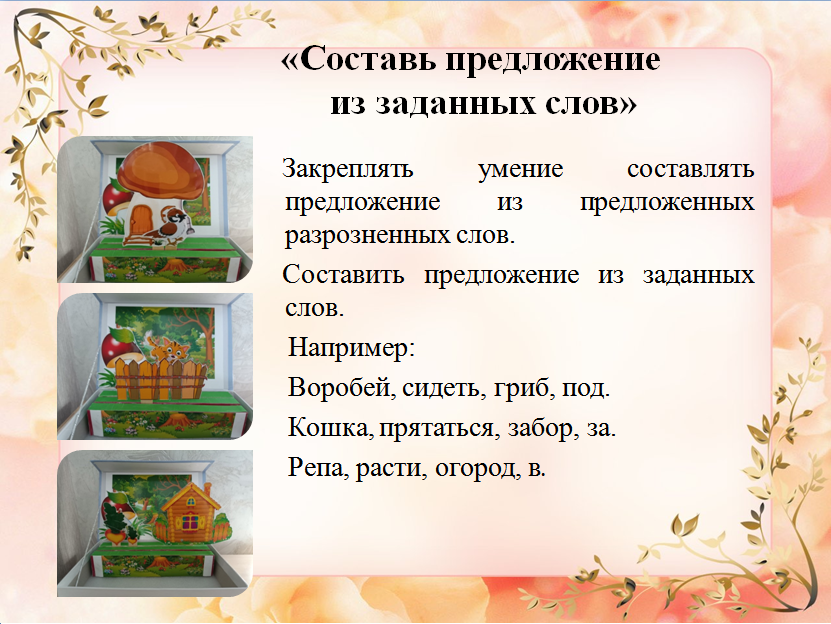 «Составь предложение
из заданных слов»
Закреплять умение составлять
предложение из предложенных
разрозненных слов.
Составить предложение из заданных
слов.
Например:
Воробей, сидеть, гриб, под.
Кошка, прятаться, забор, за.
Репа, расти, огород, в.